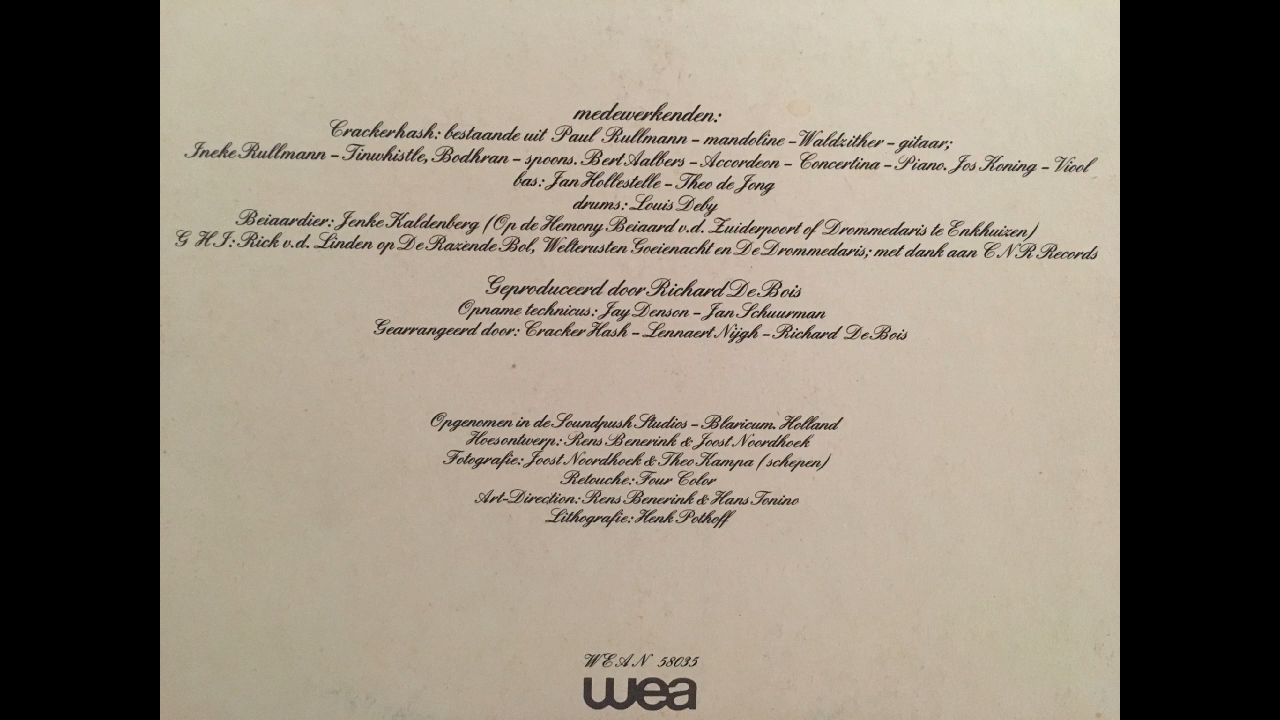 medewerkenden:
Crackerhash: bestaande uit Paul Rullmann - mandoline - Waldzither - gitaar;
Ineke Rullmann - Tinwhistle, Bodhran - spoons. Bert Aalbers - Accordeon - Concertina - Piano. Jos Koning - Viool
bas: Jan Hollestelle - Theo de Jong
drums: Louis Deby
Beiaardier: Jenke Kaldenberg (Op de Hemony Beiaard v.d. Zuiderpoort of Drommedaris te Enkhuizen)
G H I: Rick v.d. Linden op De Razende Bol, Welterusten Goeienacht en De Drommedaris; met dank aan C N R Records
Geproduceerd door Richard De Bois
Opname technicus: Jay Denson - Jan Schuurman
Gearrangeerd door: Cracker Hash - Lennaert Nijgh - Richard De Bois
Opgenomen in de Soundpush Studios - Blaricum. Holland
Hoesontwerp: Rens Benerink & Joost Noordhoek
Fotografie: Joost Noordhoek & Theo Kampa (schepen)
Retouche: Four Color
Art-Direction: Rens Benerink & Hans Tonino
Lithografie: Henk Pothoff
WEAN 58035
wea